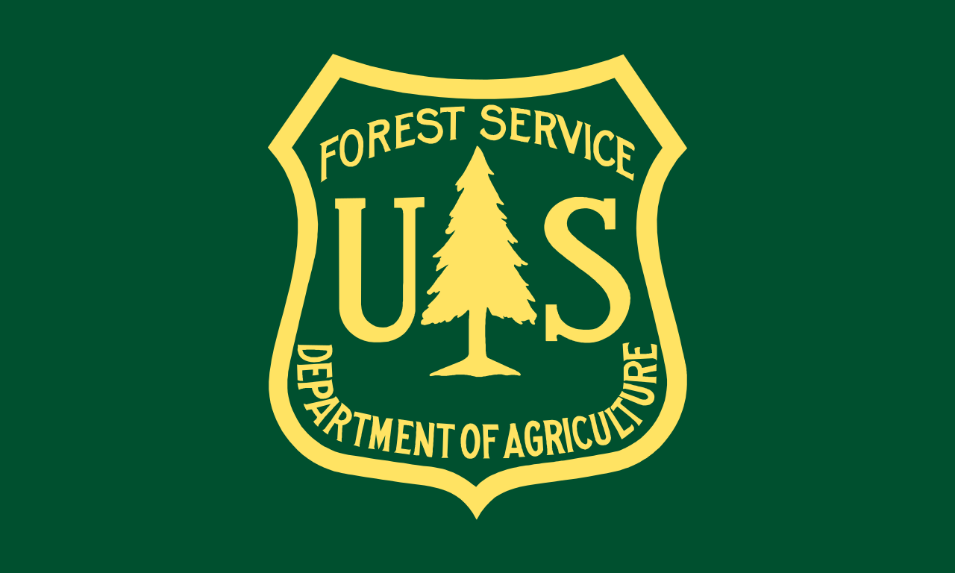 FOREST SERVICE
U S
DEPARTMENT OF AGRICULTURE